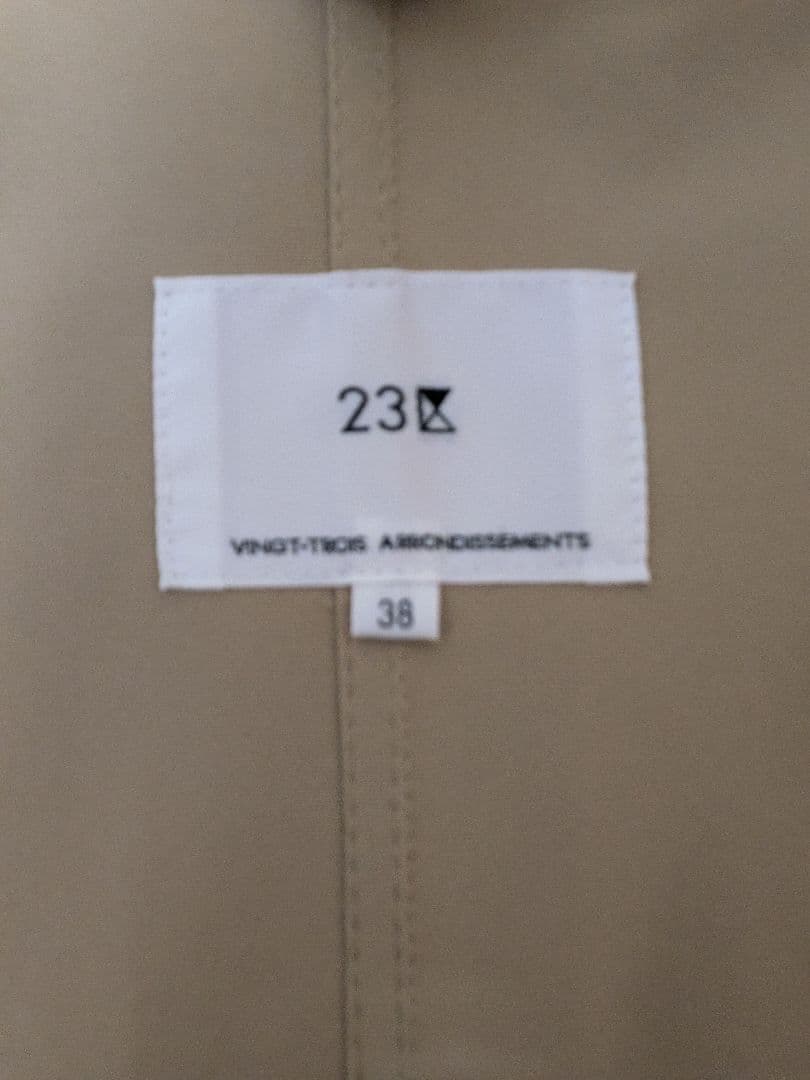 23区
VINGT-TROIS ARRONDISSEMENTS
38